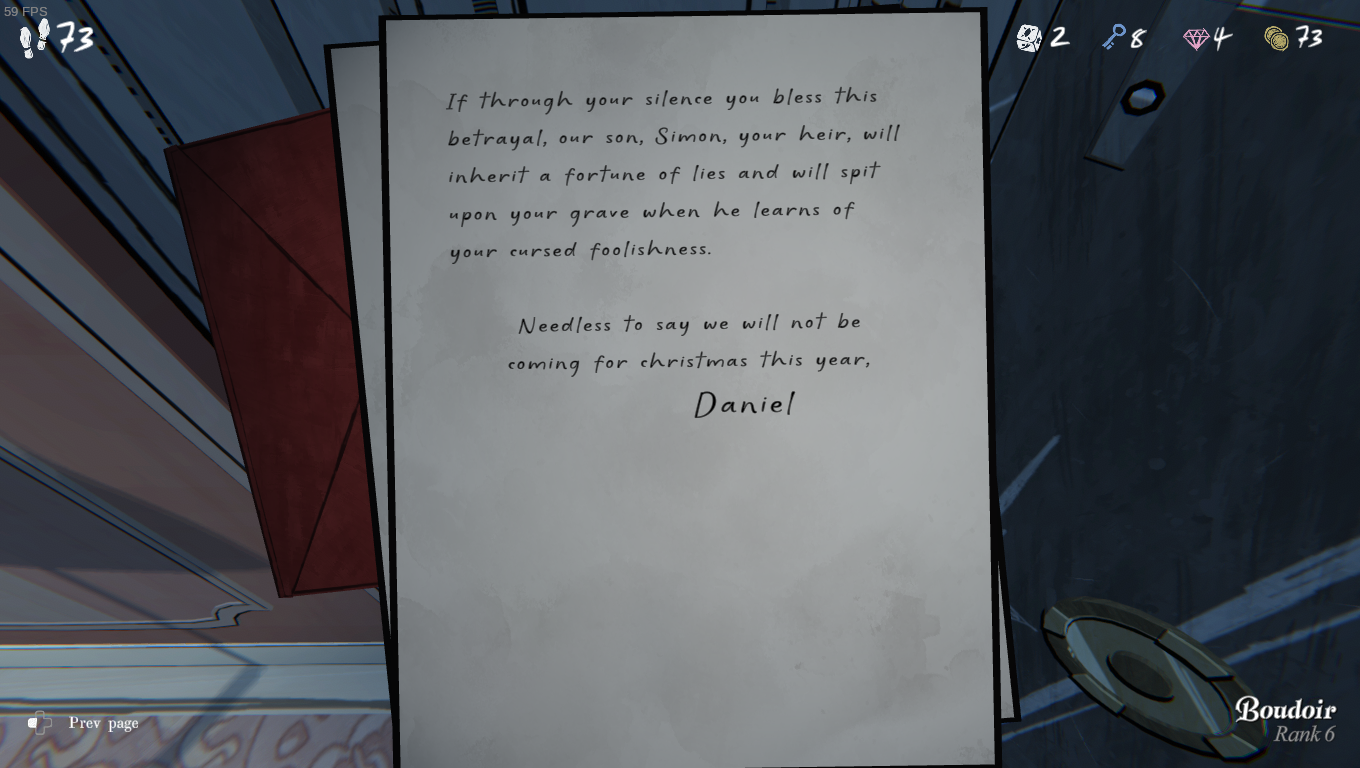 59 FPS
73
2
8
4
73
If through your silence you bless this
betrayal, our son, Simon, your heir, will
inherit a fortune of lies and will spit
upon your grave when he learns of
your cursed foolishness.
Needless to say we will not be
coming for christmas this year,
Daniel
Prev page
Boudoir
Rank 6